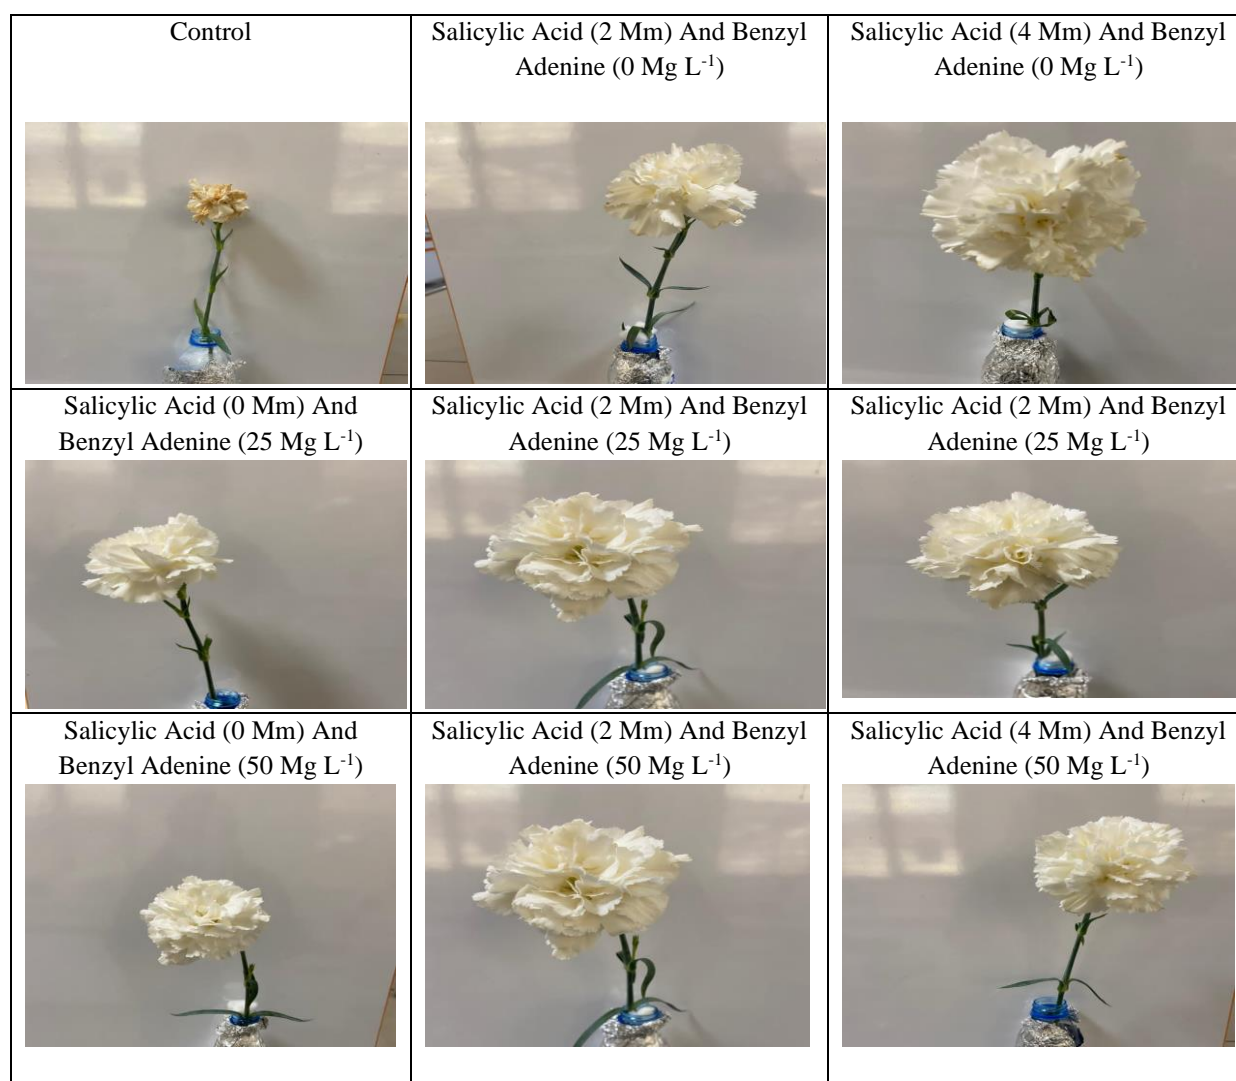 Control
Salicylic Acid (2 Mm) And Benzyl
Adenine (0 Mg L⁻¹)
Salicylic Acid (4 Mm) And Benzyl
Adenine (0 Mg L⁻¹)
Salicylic Acid (0 Mm) And
Benzyl Adenine (25 Mg L⁻¹)
Salicylic Acid (2 Mm) And Benzyl
Adenine (25 Mg L⁻¹)
Salicylic Acid (2 Mm) And Benzyl
Adenine (25 Mg L⁻¹)
Salicylic Acid (0 Mm) And
Benzyl Adenine (50 Mg L⁻¹)
Salicylic Acid (2 Mm) And Benzyl
Adenine (50 Mg L⁻¹)
Salicylic Acid (4 Mm) And Benzyl
Adenine (50 Mg L⁻¹)